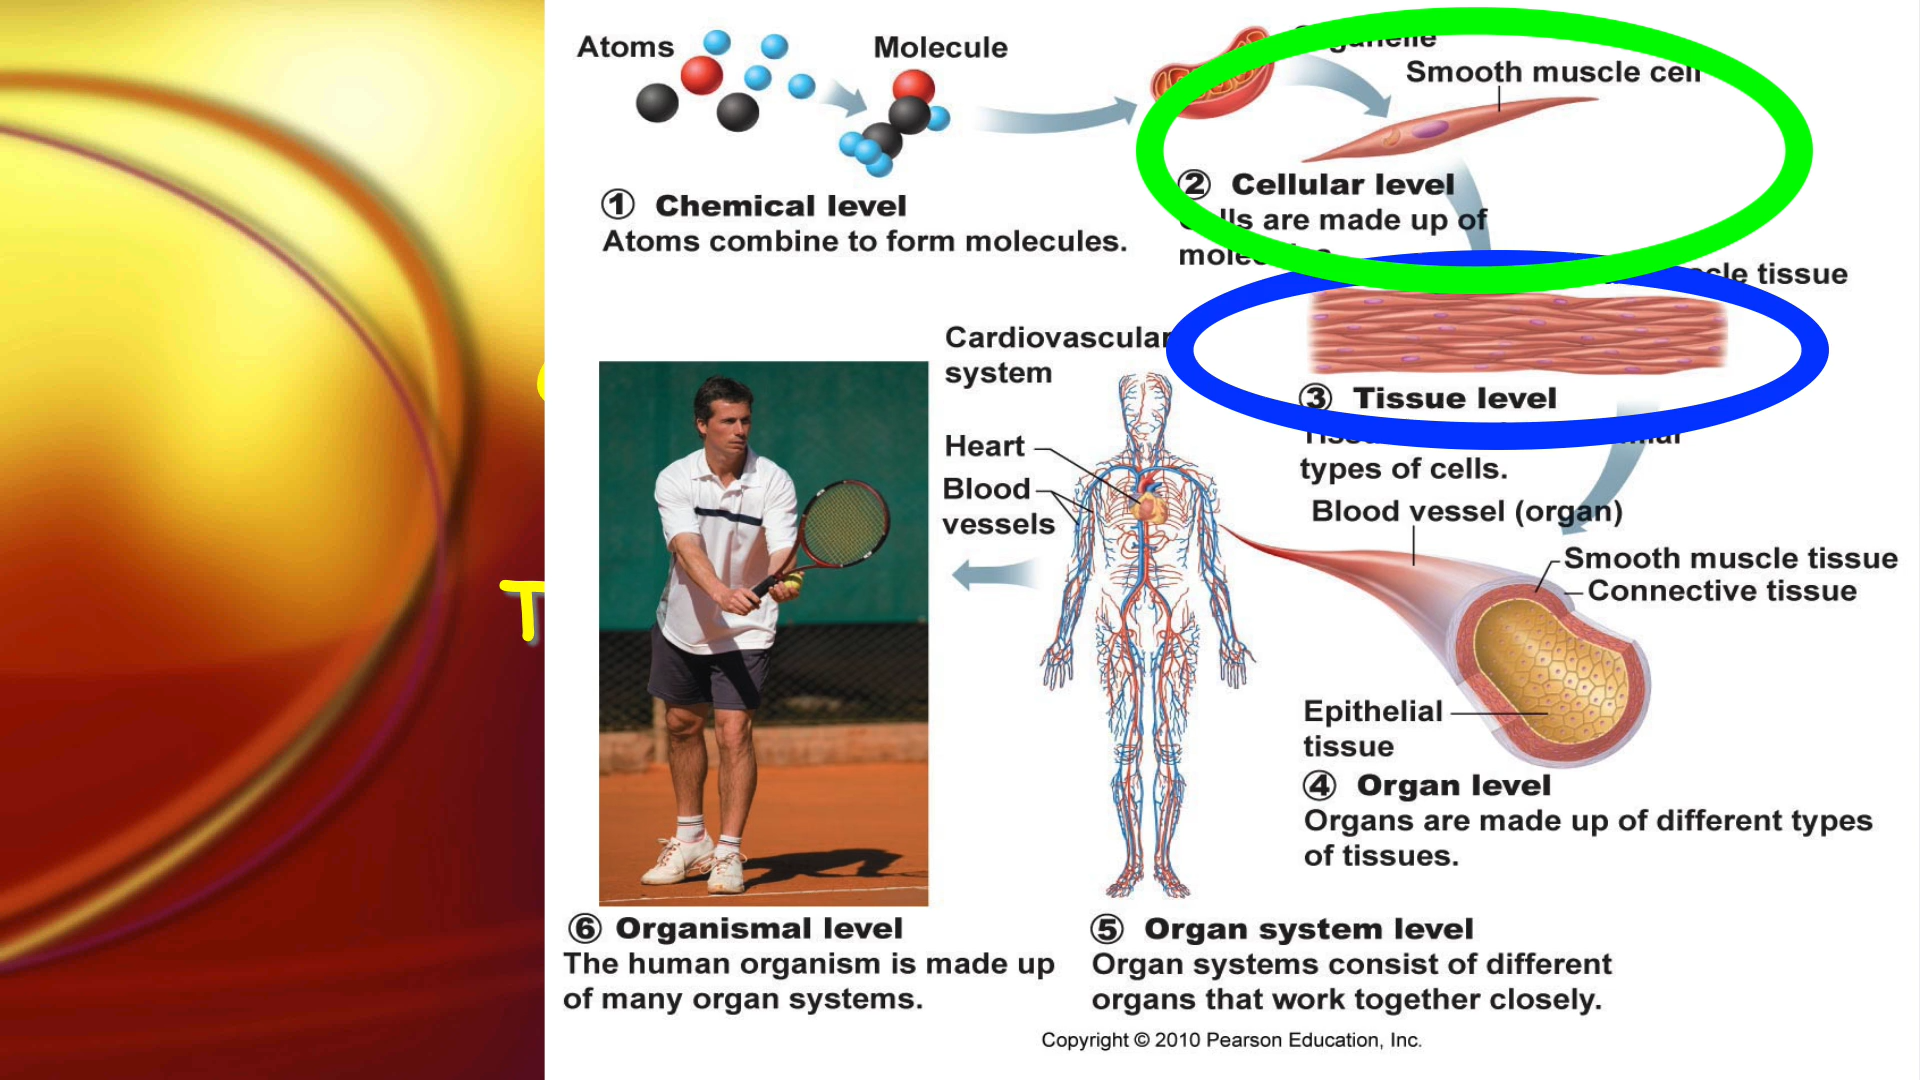 Atoms
Molecule
Smooth muscle cell
① Chemical level
Atoms combine to form molecules.
② Cellular level
are made up of
tissue
Cardiovascular
system
③ Tissue level
types of cells.
Heart
Blood
vessels
Blood vessel (organ)
Smooth muscle tissue
Connective tissue
Epithelial
tissue
④ Organ level
Organs are made up of different types
of tissues.
⑥ Organismal level
The human organism is made up
of many organ systems.
⑤ Organ system level
Organ systems consist of different
organs that work together closely.
Copyright © 2010 Pearson Education, Inc.